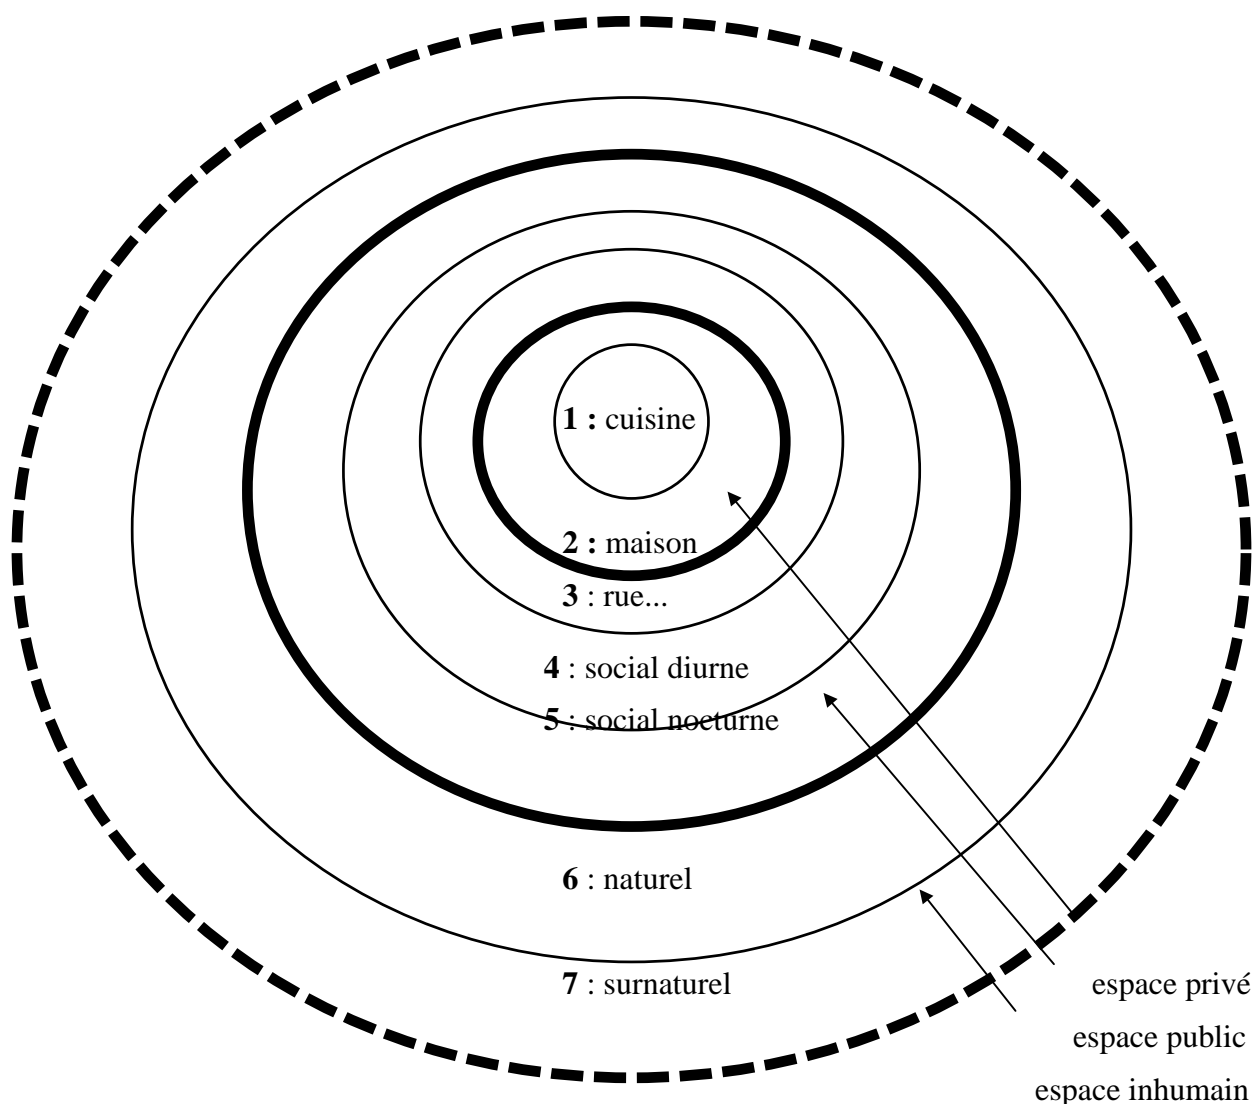 1 : cuisine
2 : maison
3 : rue...
4 : social diurne
5 : social nocturne
6 : naturel
7 : surnaturel
espace privé
espace public
espace inhumain